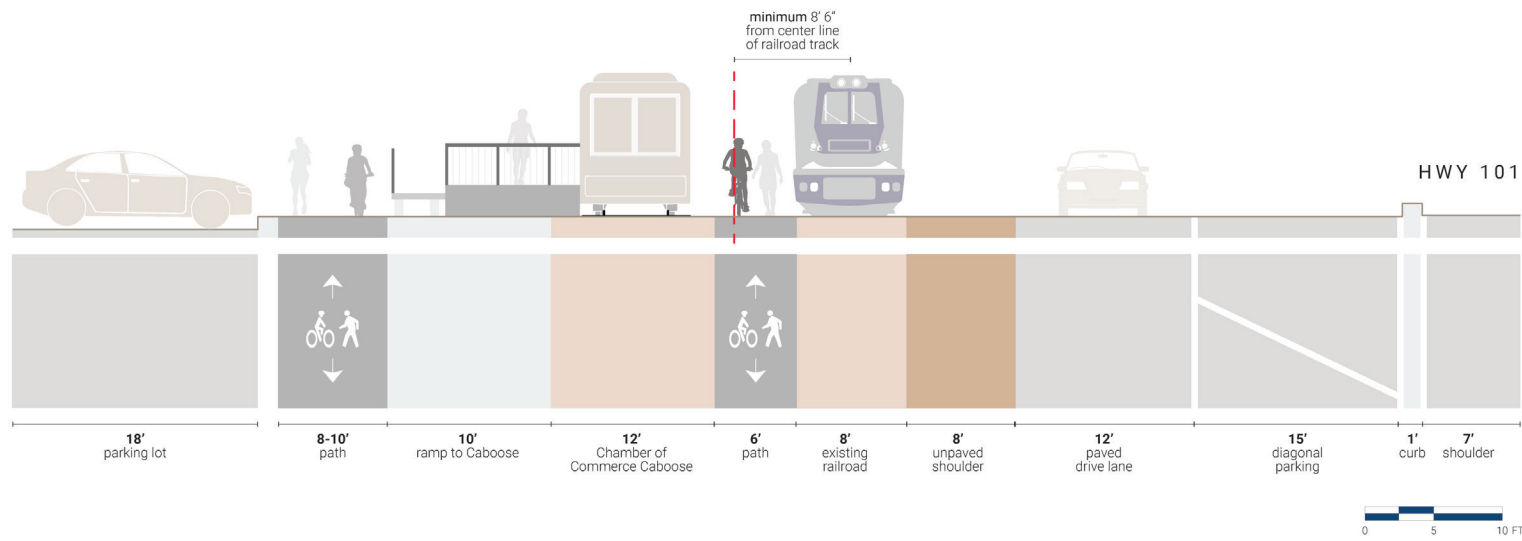 minimum 8’ 6”
from center line
of railroad track
HWY 101
18’
parking lot
8-10’
path
10’
ramp to Caboose
12’
Chamber of
Commerce Caboose
6’
path
8’
existing
railroad
8’
unpaved
shoulder
12’
paved
drive lane
15’
diagonal
parking
1’
curb
7’
shoulder
0 5 10 FT